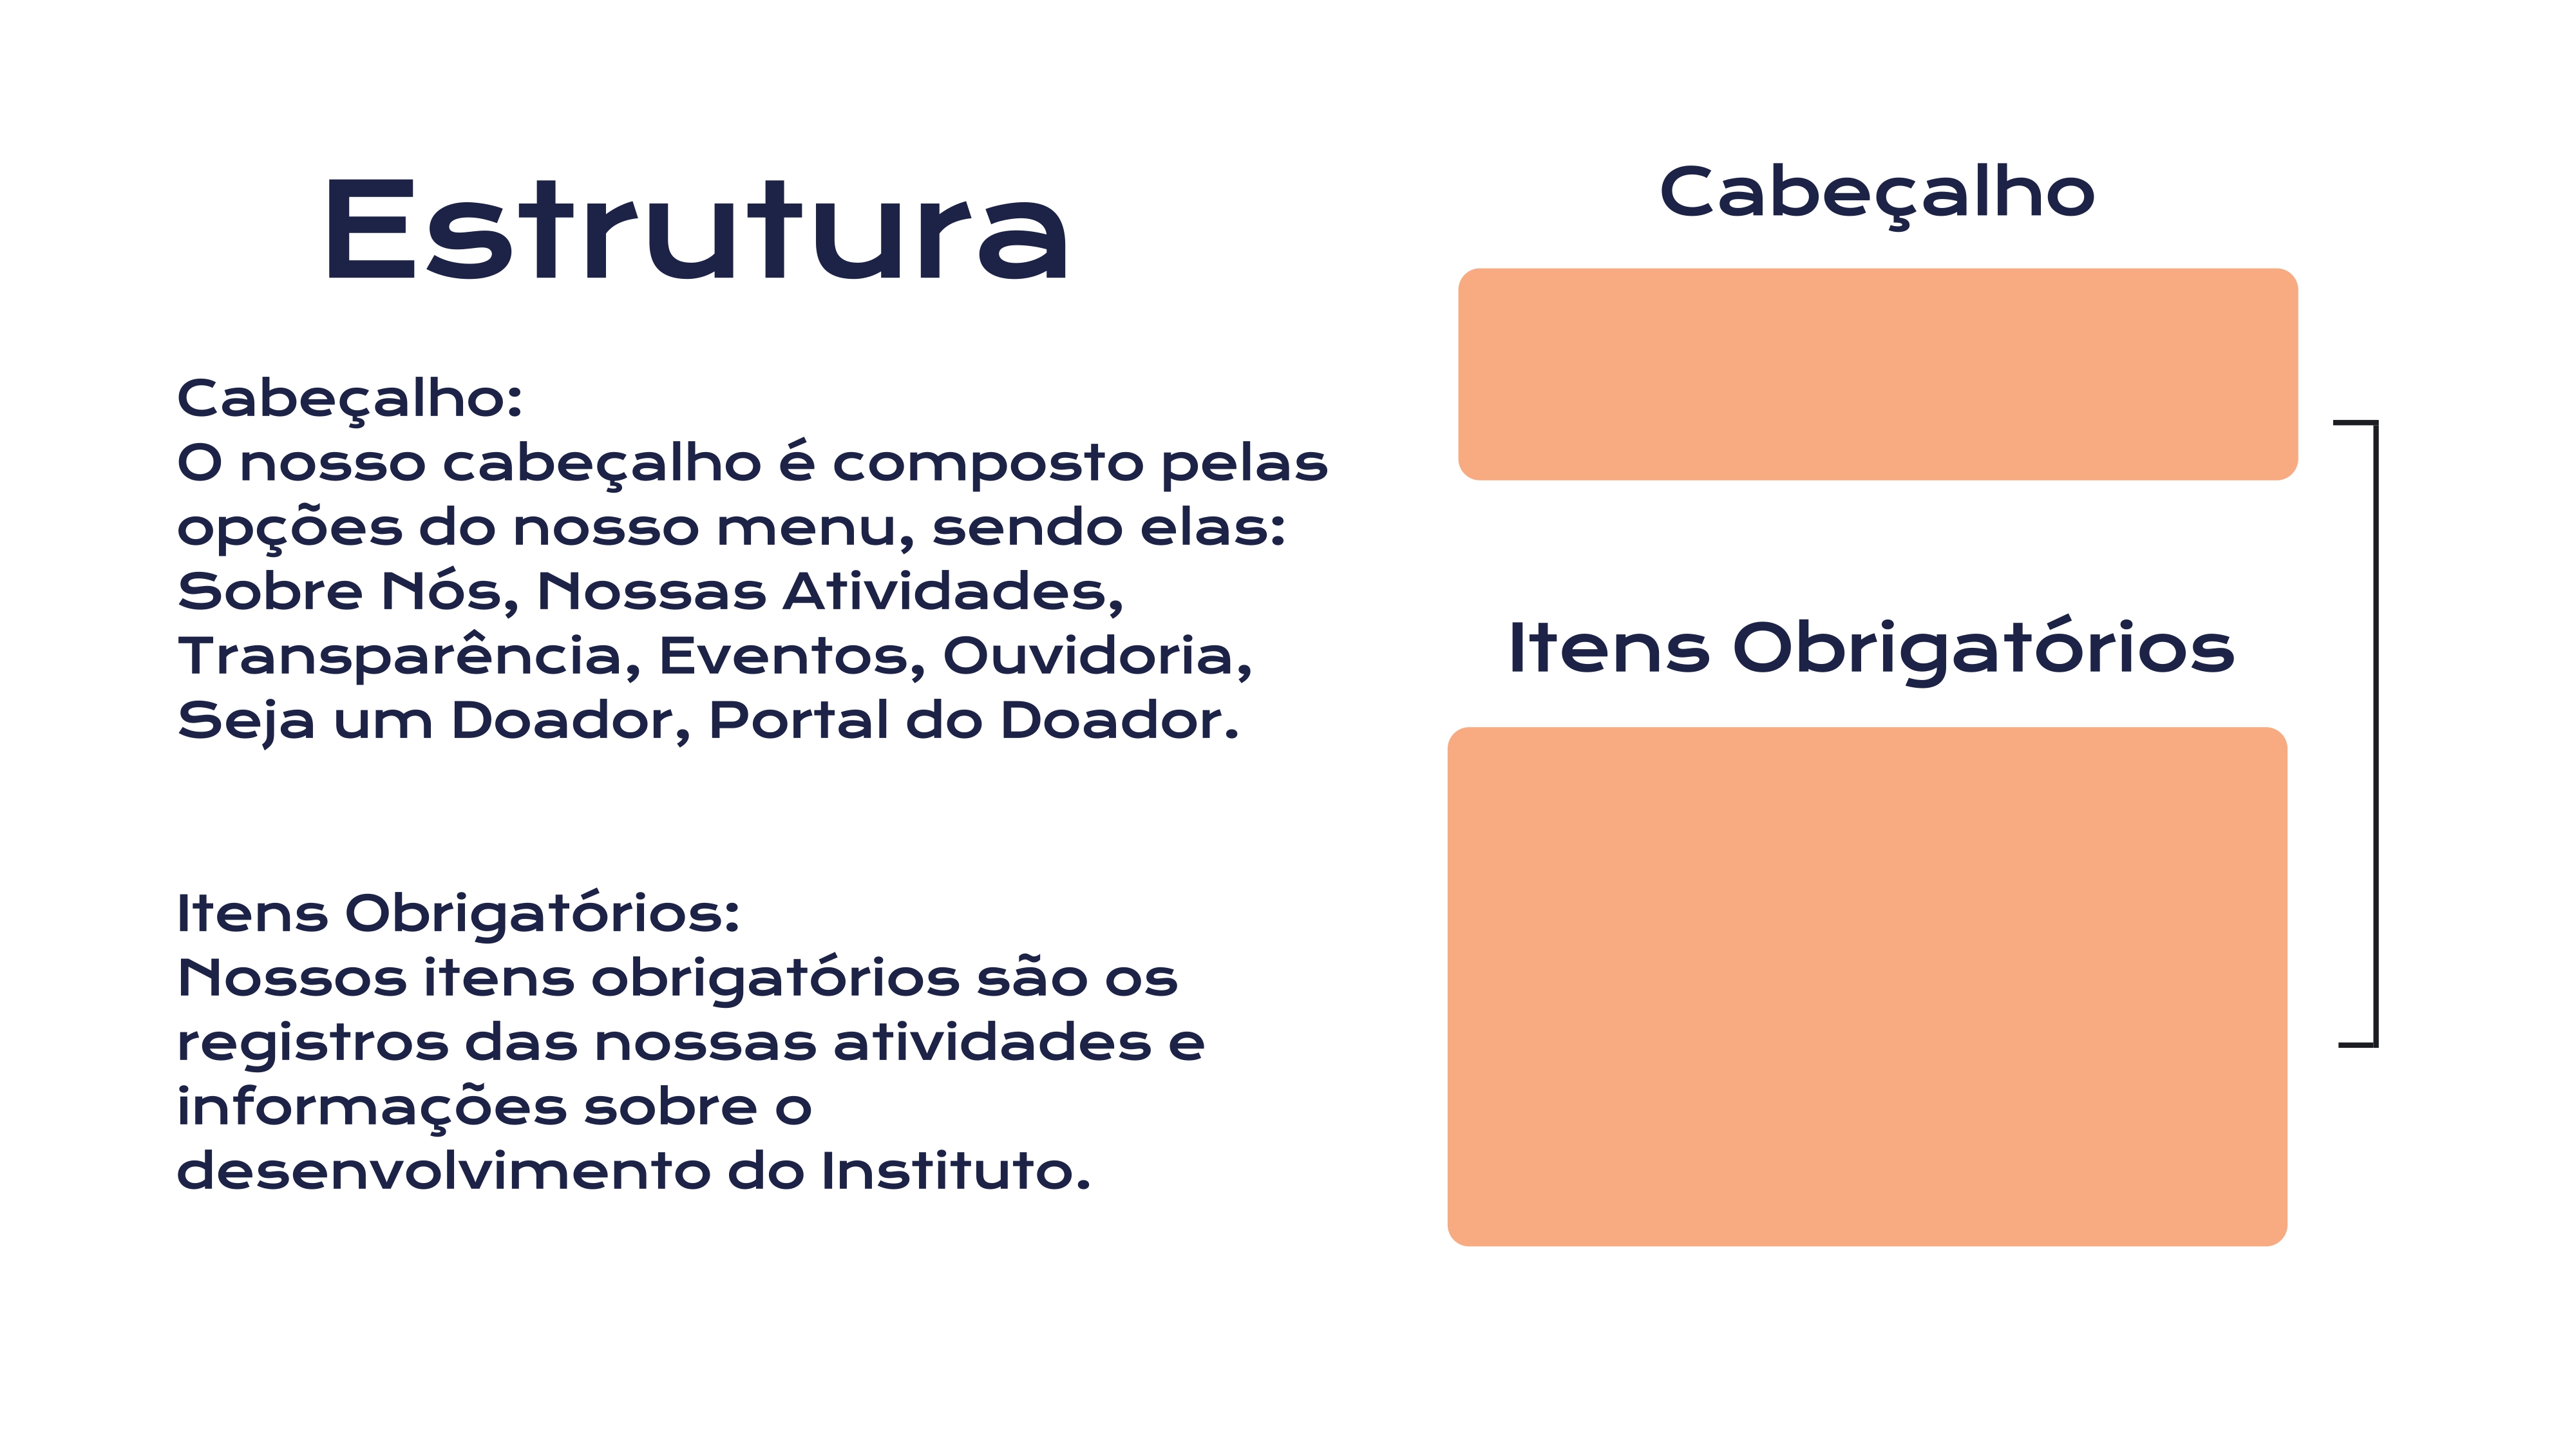 Estrutura
Cabeçalho:
O nosso cabeçalho é composto pelas
opções do nosso menu, sendo elas:
Sobre Nós, Nossas Atividades,
Transparência, Eventos, Ouvidoria,
Seja um Doador, Portal do Doador.
Itens Obrigatórios:
Nossos itens obrigatórios são os
registros das nossas atividades e
informações sobre o
desenvolvimento do Instituto.
Cabeçalho
Itens Obrigatórios